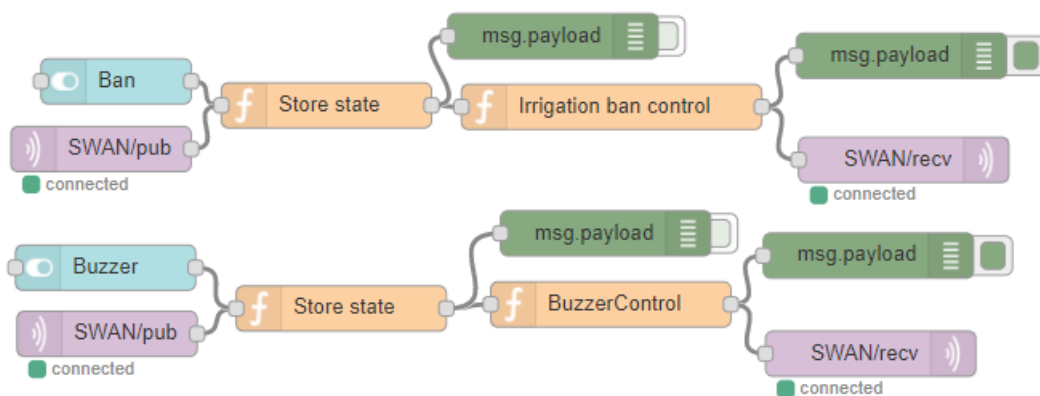 msg.payload
msg.payload
Ban
Store state
Irrigation ban control
SWAN/pub
connected
SWAN/recv
connected
msg.payload
msg.payload
Buzzer
Store state
BuzzerControl
SWAN/pub
connected
SWAN/recv
connected